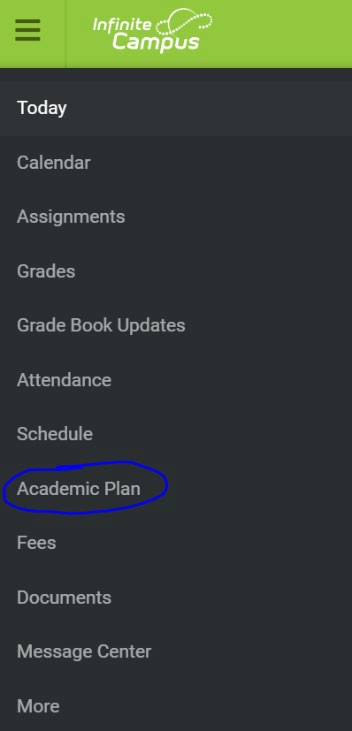 Infinite
Campus
Today
Calendar
Assignments
Grades
Grade Book Updates
Attendance
Schedule
Academic Plan
Fees
Documents
Message Center
More